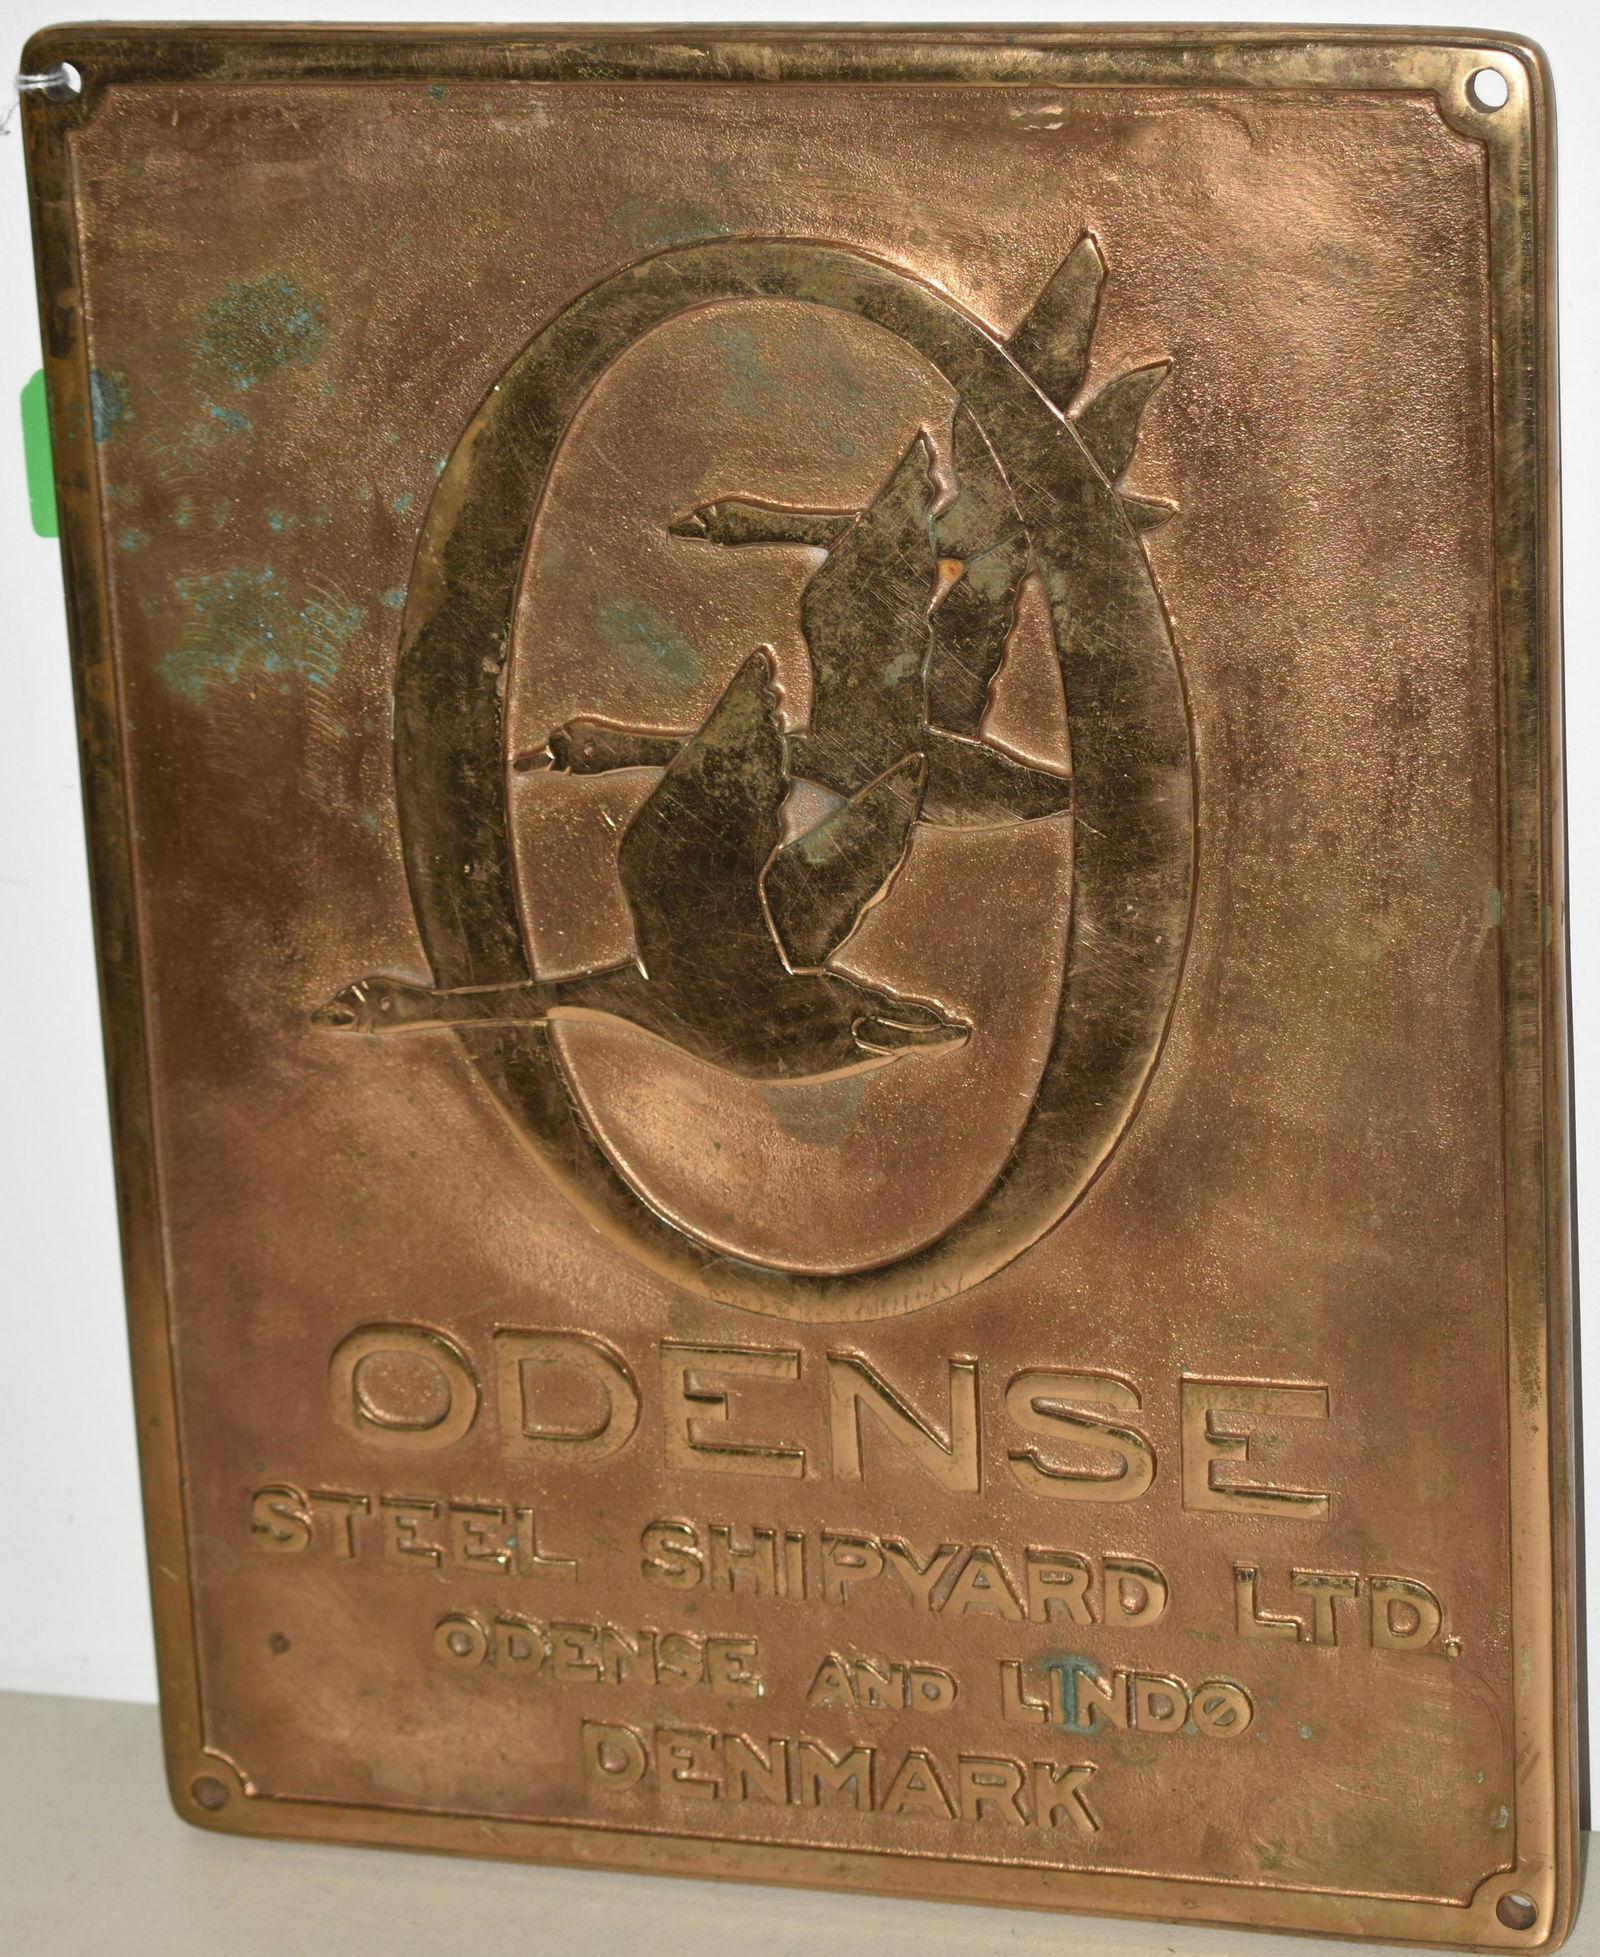 ODENSE
STEEL SHIPYARD LTD.
ODENSE AND LINDØ
DENMARK